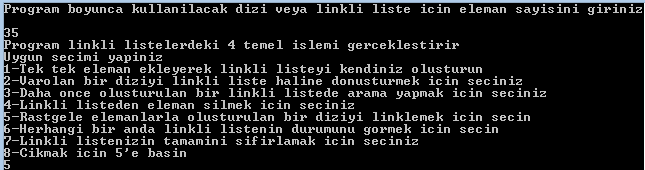 Program boyunca kullanilacak dizi veya linkli liste icin eleman sayisini giriniz
35
Program linkli listelerdeki 4 temel islemi gerceklestirir
Uygun secimi yapiniz
1-Tek tek eleman ekleyerek linkli listeyi kendiniz olusturun
2-Varolan bir diziyi linkli liste haline donusturmek icin seciniz
3-Daha once olusturulan bir linkli listede arama yapmak icin seciniz
4-Linkli listeden eleman silmek icin seciniz
5-Rastgele elemanlarla olusturulan bir diziyi linklemek icin secin
6-Herhangi bir anda linkli listenin durumunu gormek icin secin
7-Linkli listenizin tamamini sifirlamak icin seciniz
8-Cikmak icin 5'e basin
5